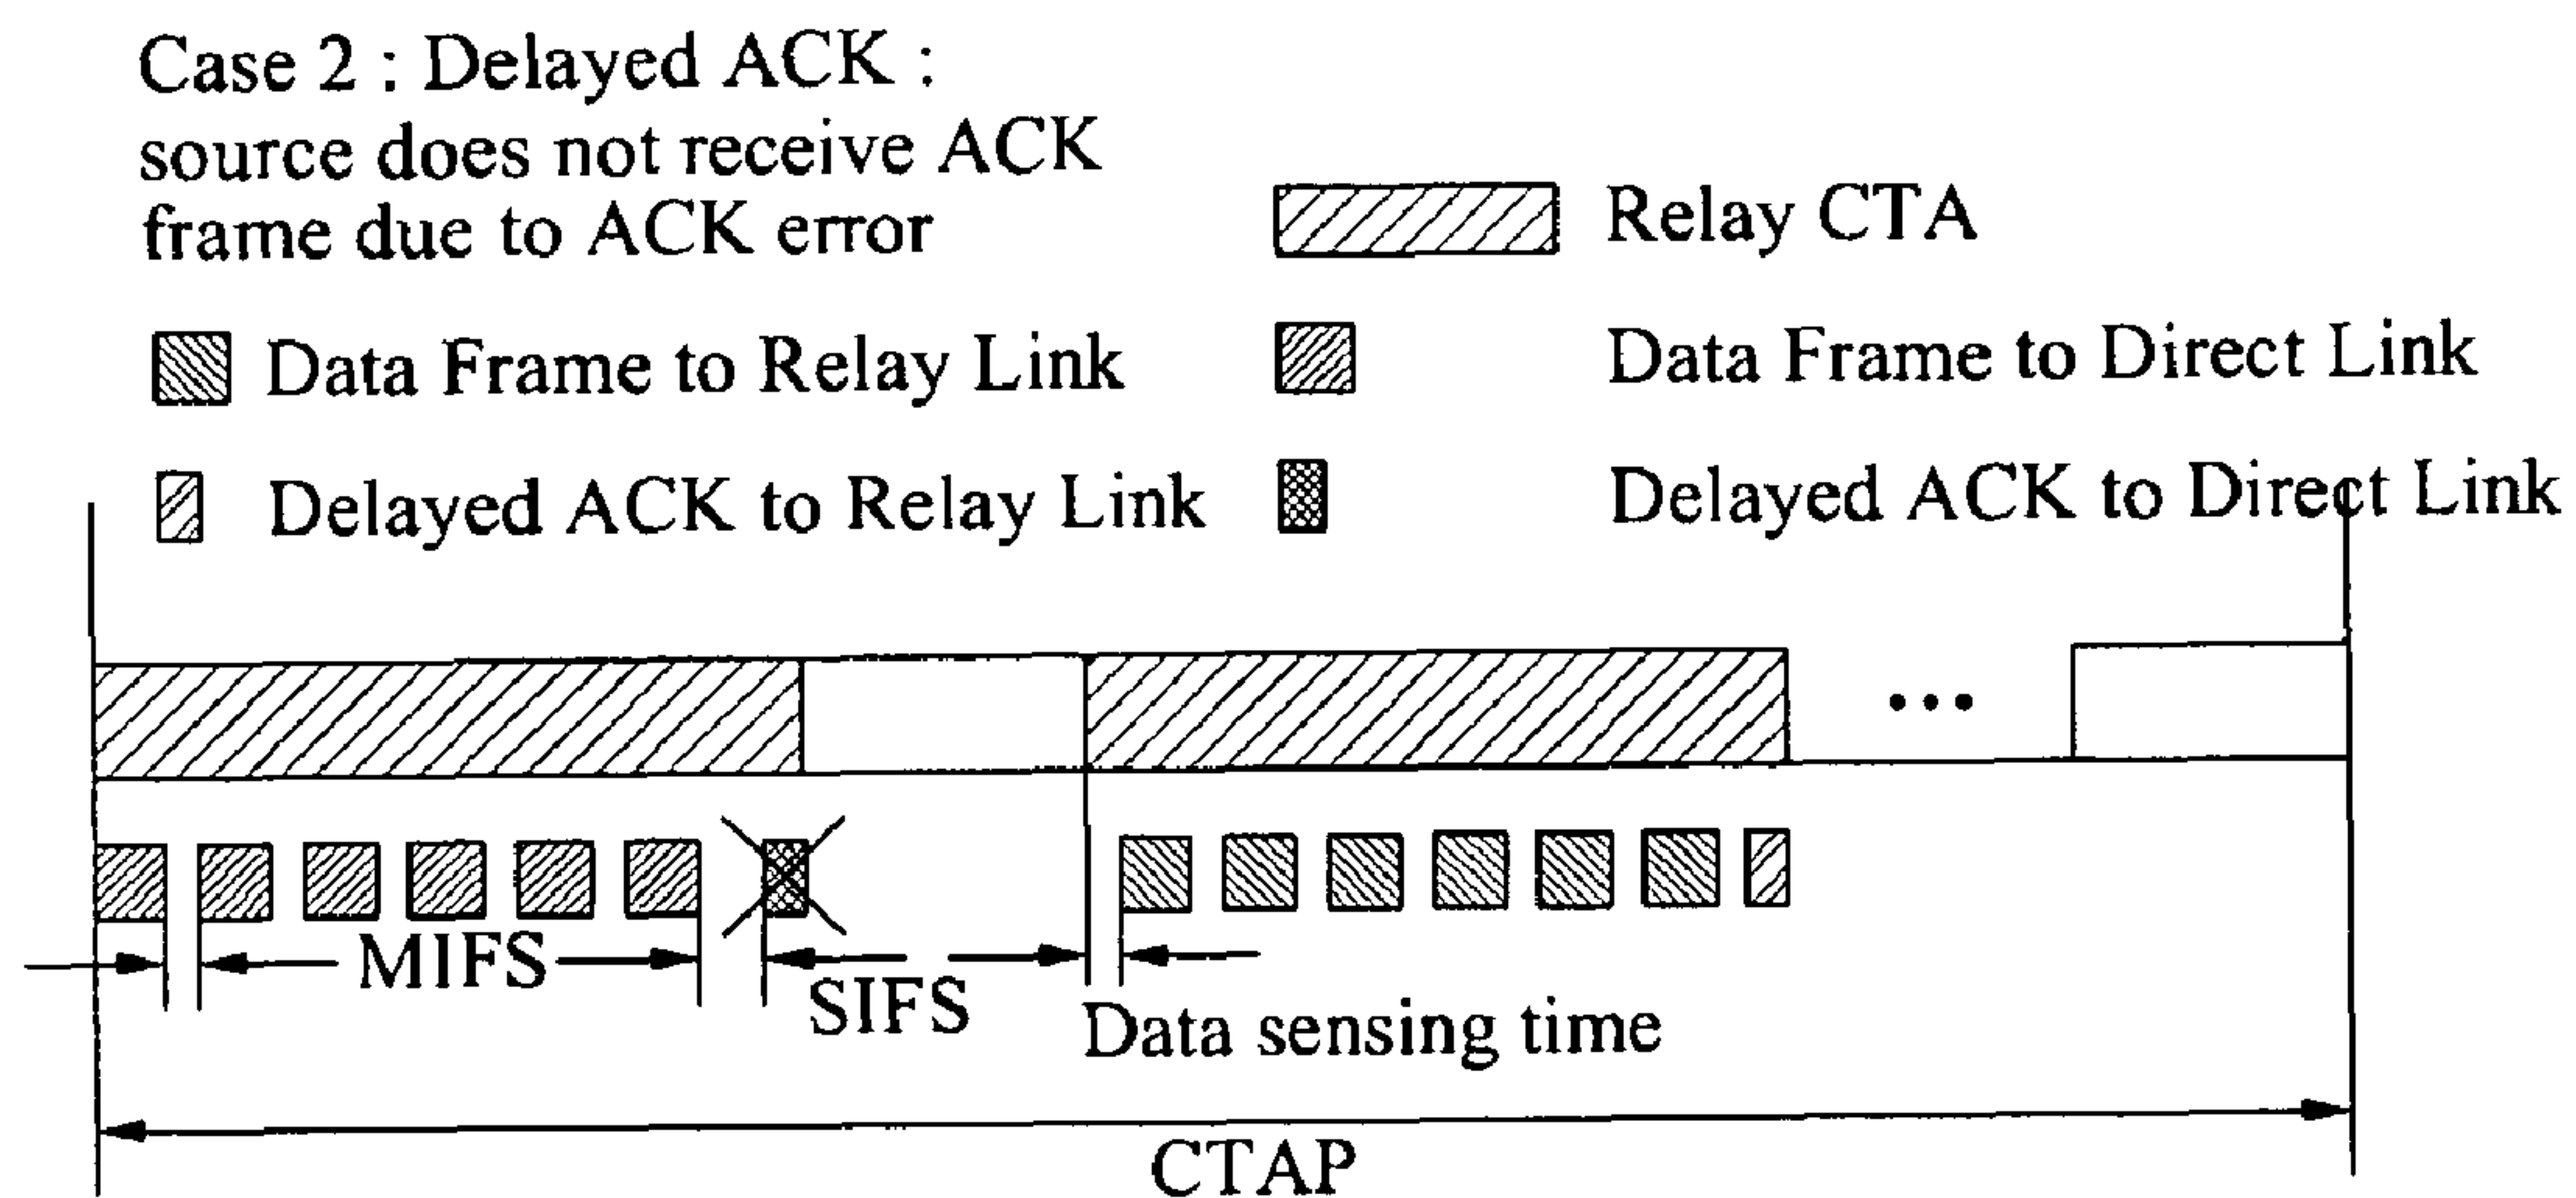 Case 2 : Delayed ACK :
source does not receive ACK
frame due to ACK error
Relay CTA
Data Frame to Relay Link
Data Frame to Direct Link
Delayed ACK to Relay Link
Delayed ACK to Direct Link
•••
MIFS
SIFS
Data sensing time
CTAP